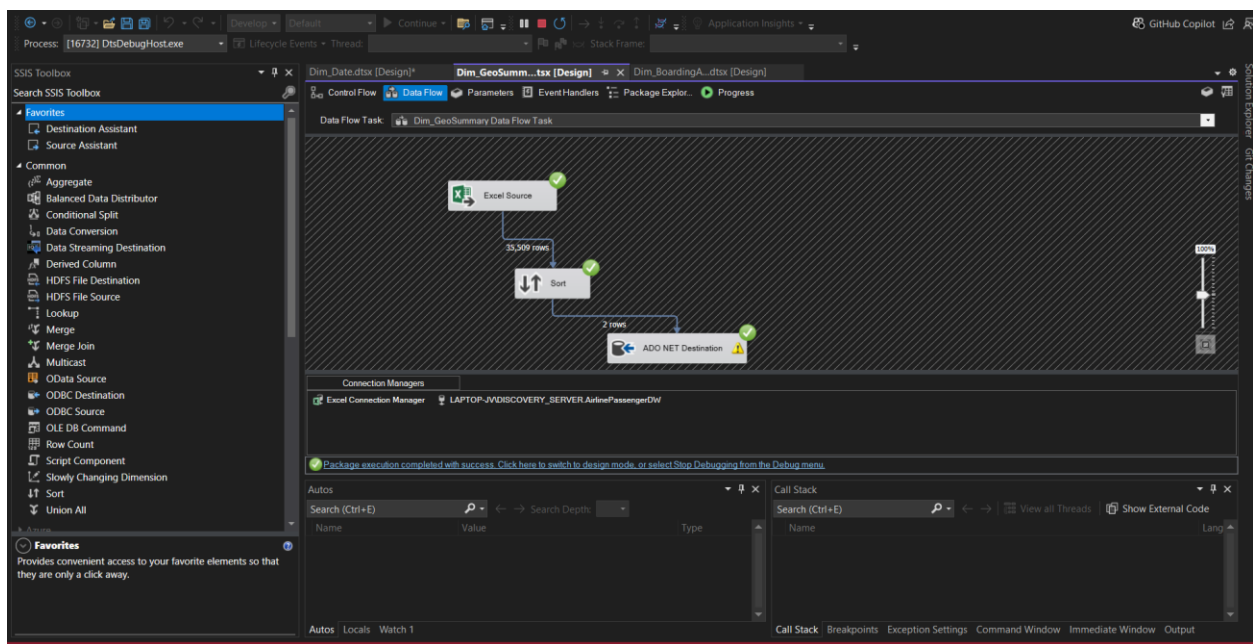 Develop Default Continue Application Insights GitHub Copilot
Process: [16732] DtsDebugHost.exe Lifecycle Events Thread: Stack Frame:
SSIS Toolbox
Search SSIS Toolbox
Favorites
Destination Assistant
Source Assistant
Common
Aggregate
Balanced Data Distributor
Conditional Split
Data Conversion
Data Streaming Destination
Derived Column
HDFS File Destination
HDFS File Source
Lookup
Merge
Merge Join
Multicast
OData Source
ODBC Destination
ODBC Source
OLE DB Command
Row Count
Script Component
Slowly Changing Dimension
Sort
Union All
Azure
Favorites
Provides convenient access to your favorite elements so that
they are only a click away.
Dim_Date.dtsx [Design]* Dim_GeoSumm...tsx [Design] Dim_BoardingA...dtsx [Design]
Control Flow Data Flow Parameters Event Handlers Package Explor... Progress
Data Flow Task: Dim_GeoSummary Data Flow Task
Excel Source
35,509 rows
Sort
2 rows
ADO NET Destination
100%
Connection Managers
Excel Connection Manager LAPTOP-JV\DISCOVERY_SERVER.AirlinePassengerDW
Package execution completed with success. Click here to switch to design mode, or select Stop Debugging from the Debug menu.
Autos
Search (Ctrl+E) Search Depth:
Name Value Type
Autos Locals Watch 1
Call Stack
Search (Ctrl+E) View all Threads Show External Code
Name Lang
Call Stack Breakpoints Exception Settings Command Window Immediate Window Output
Solution Explorer
Git Changes